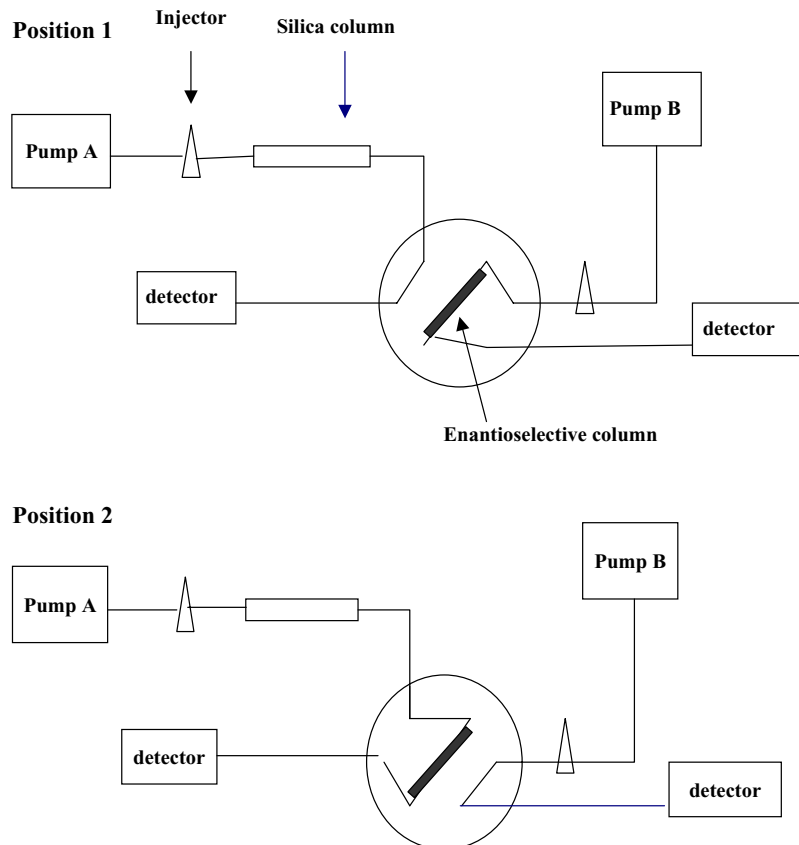 Position 1
Injector
Silica column
Pump A
Pump B
detector
detector
Enantioselective column
Position 2
Pump A
Pump B
detector
detector